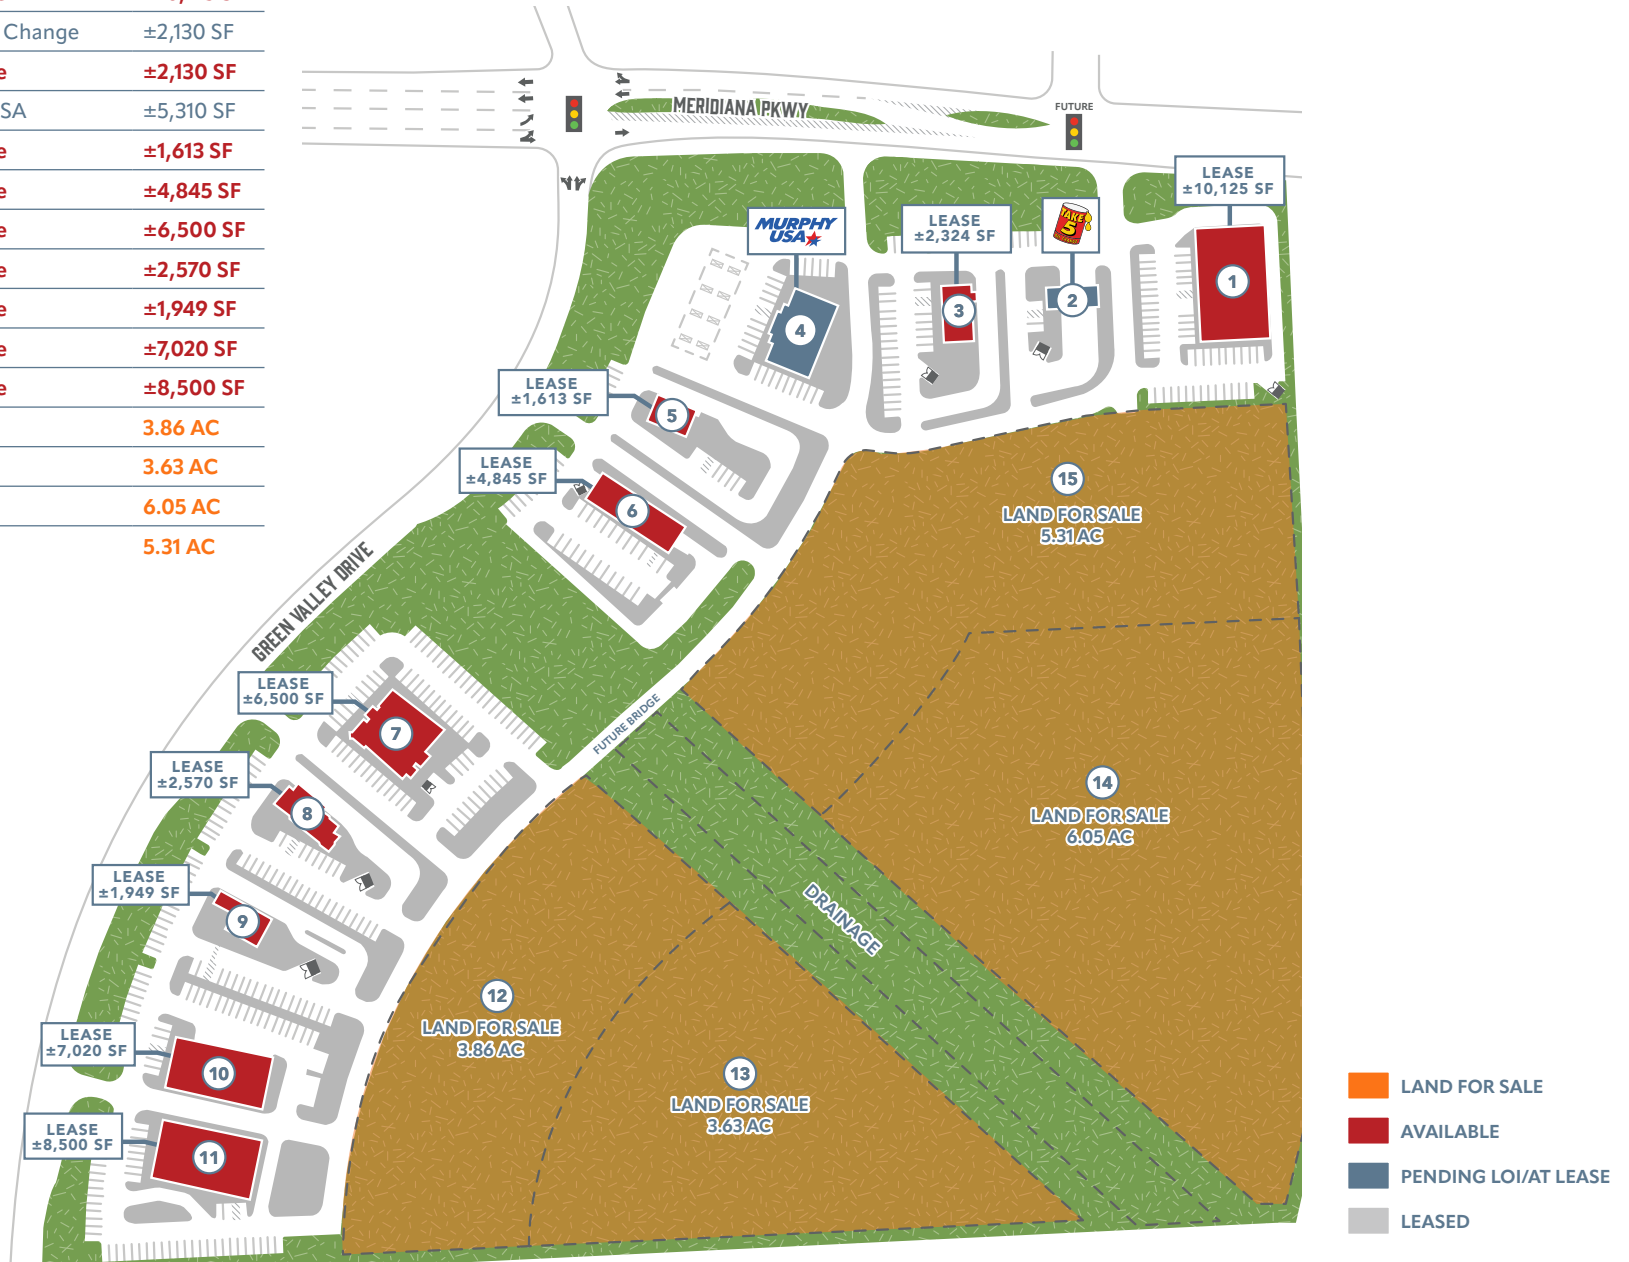 Change ±2,130 SF
e ±2,130 SF
SA ±5,310 SF
e ±1,613 SF
e ±4,845 SF
e ±6,500 SF
e ±2,570 SF
e ±1,949 SF
e ±7,020 SF
e ±8,500 SF
3.86 AC
3.63 AC
6.05 AC
5.31 AC
MERIDIANA PKWY
FUTURE
LEASE
±10,125 SF
MURPHY
USA
LEASE
±2,324 SF
TAKE
5
1
2
3
4
LEASE
±1,613 SF
5
LEASE
±4,845 SF
6
15
LAND FOR SALE
5.31 AC
GREEN VALLEY DRIVE
LEASE
±6,500 SF
7
FUTURE BRIDGE
LEASE
±2,570 SF
8
14
LAND FOR SALE
6.05 AC
LEASE
±1,949 SF
9
DRAINAGE
12
LAND FOR SALE
3.86 AC
LEASE
±7,020 SF
10
13
LAND FOR SALE
3.63 AC
LEASE
±8,500 SF
11
LAND FOR SALE
AVAILABLE
PENDING LOI/AT LEASE
LEASED